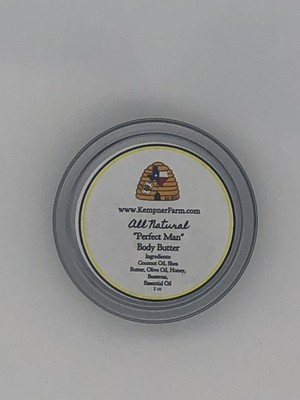 www.KempnerFarm.com
All Natural
"Perfect Man"
Body Butter
Ingredients:
Coconut Oil, Shea
Butter, Olive Oil, Honey,
Beeswax,
Essential Oil
2 oz